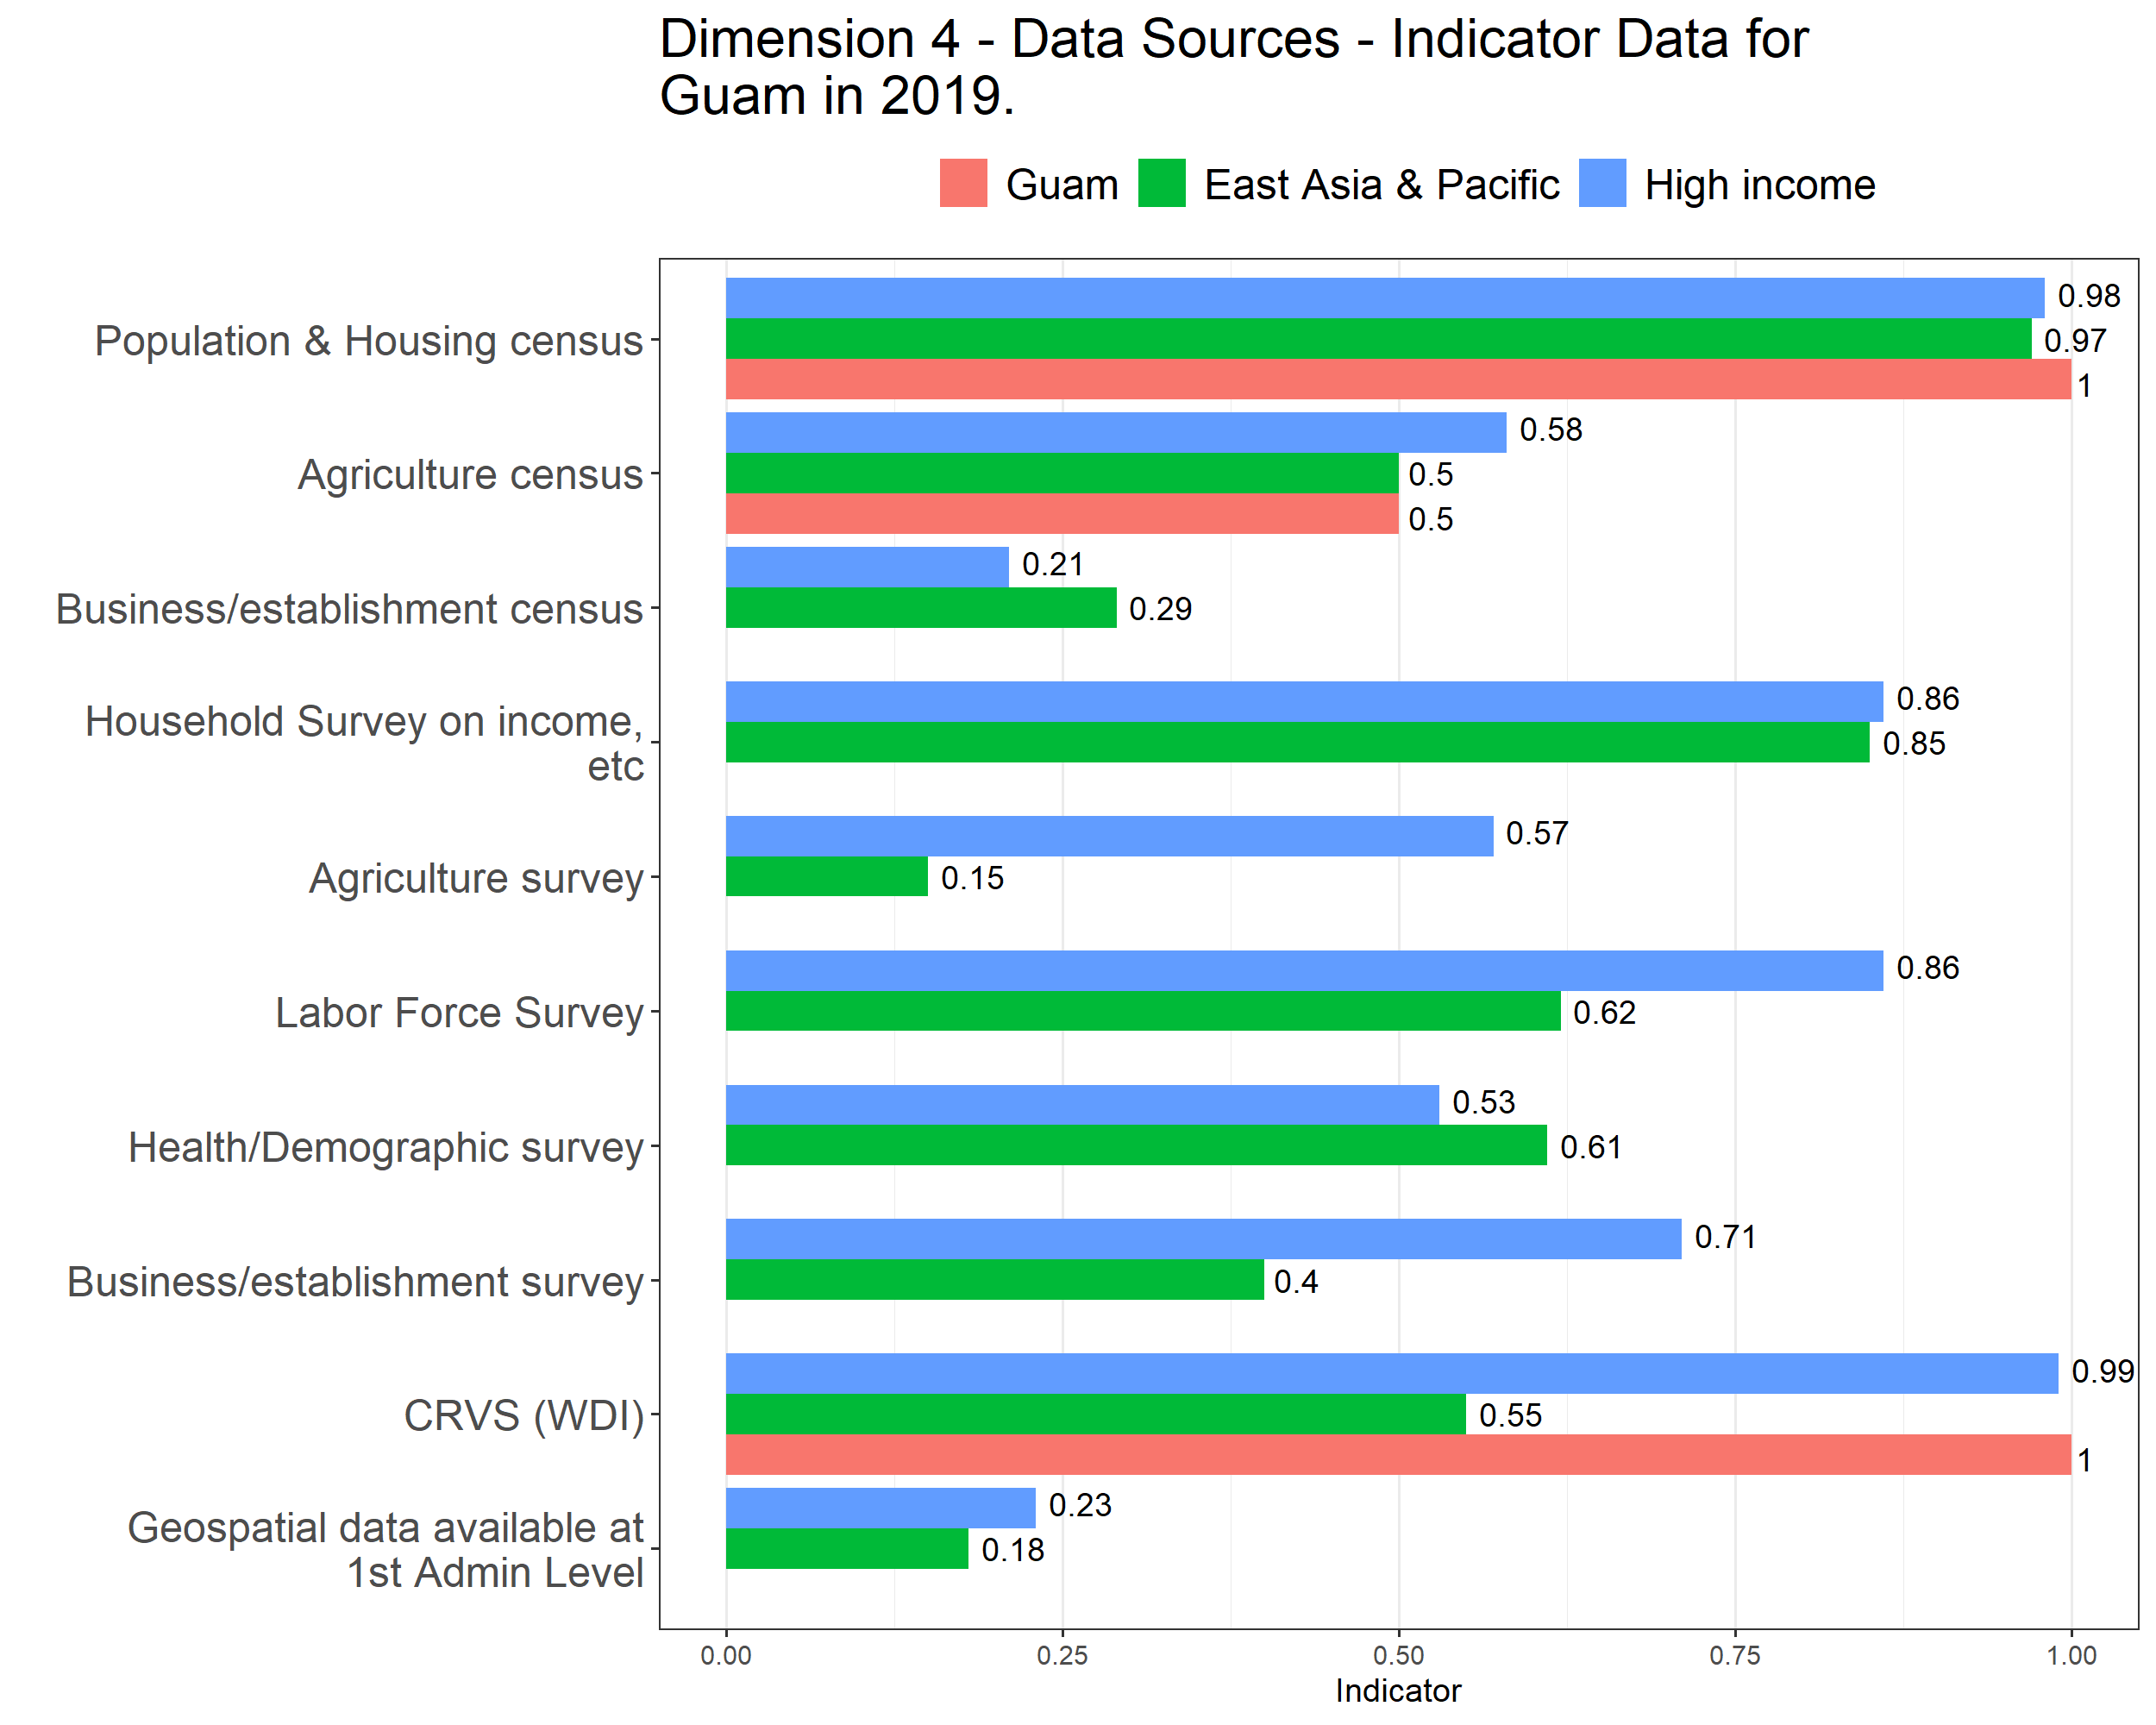 Dimension 4 - Data Sources - Indicator Data for
Guam in 2019.
Guam East Asia & Pacific High income
Population & Housing census
0.98
0.97
1
Agriculture census
0.58
0.5
0.5
Business/establishment census
0.21
0.29
Household Survey on income,
etc
0.86
0.85
Agriculture survey
0.57
0.15
Labor Force Survey
0.86
0.62
Health/Demographic survey
0.53
0.61
Business/establishment survey
0.71
0.4
CRVS (WDI)
0.99
0.55
1
Geospatial data available at
1st Admin Level
0.23
0.18
0.00 0.25 0.50 0.75 1.00
Indicator